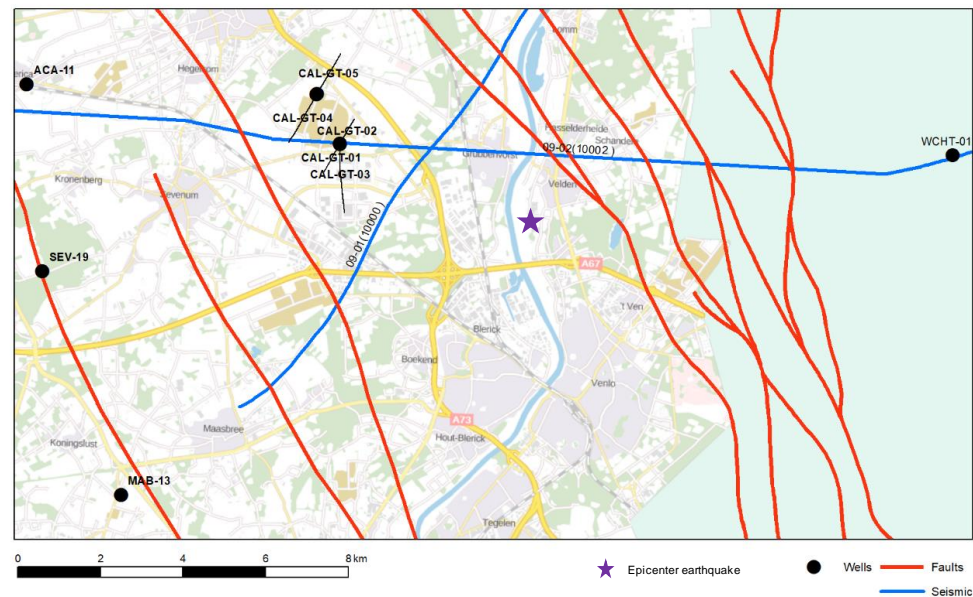 Lomm
ACA-11
Hegelsom
CAL-GT-05
CAL-GT-04
CAL-GT-02
Hasselderheide
Schandelo
WCHT-01
09-02(10002 )
Grubbenvorst
CAL-GT-01
CAL-GT-03
Kronenberg
Sevenum
Velden
09-01(10000 )
SEV-19
A67
't Ven
Blerick
Boekend
Venlo
A73
Maasbree
Koningslust
Hout-Blerick
MAB-13
Tegelen
0 2 4 6 8 km
Epicenter earthquake
Wells
Faults
Seismic